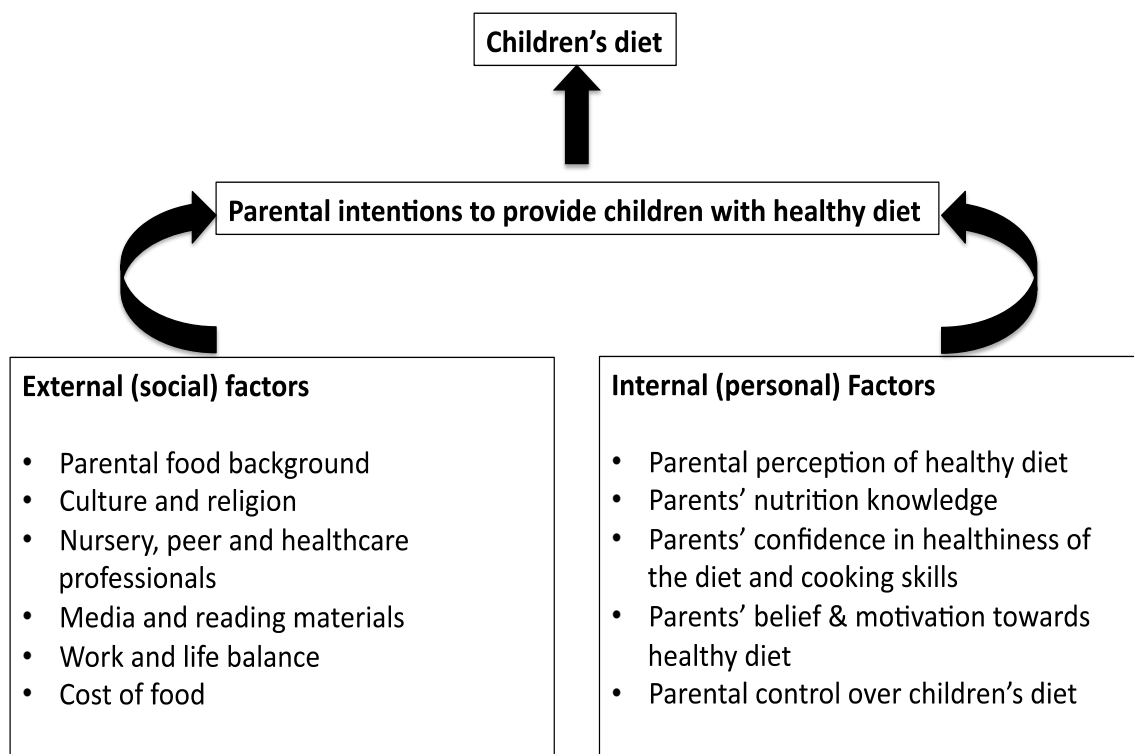 Children’s diet
Parental intentions to provide children with healthy diet
External (social) factors
• Parental food background
• Culture and religion
• Nursery, peer and healthcare
professionals
• Media and reading materials
• Work and life balance
• Cost of food
Internal (personal) Factors
• Parental perception of healthy diet
• Parents’ nutrition knowledge
• Parents’ confidence in healthiness of
the diet and cooking skills
• Parents’ belief & motivation towards
healthy diet
• Parental control over children’s diet